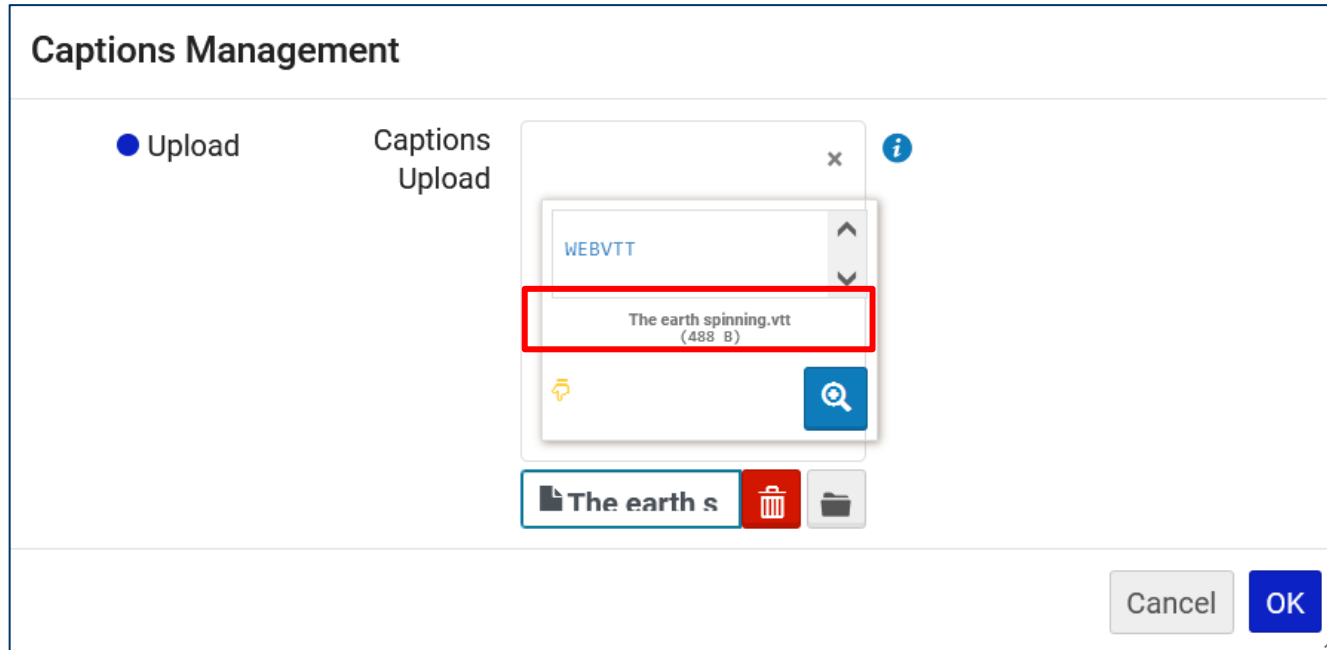 Captions Management
Upload
Captions
Upload
WEBVTT
The earth spinning.vtt
(488 B)
The earth s
Cancel
OK